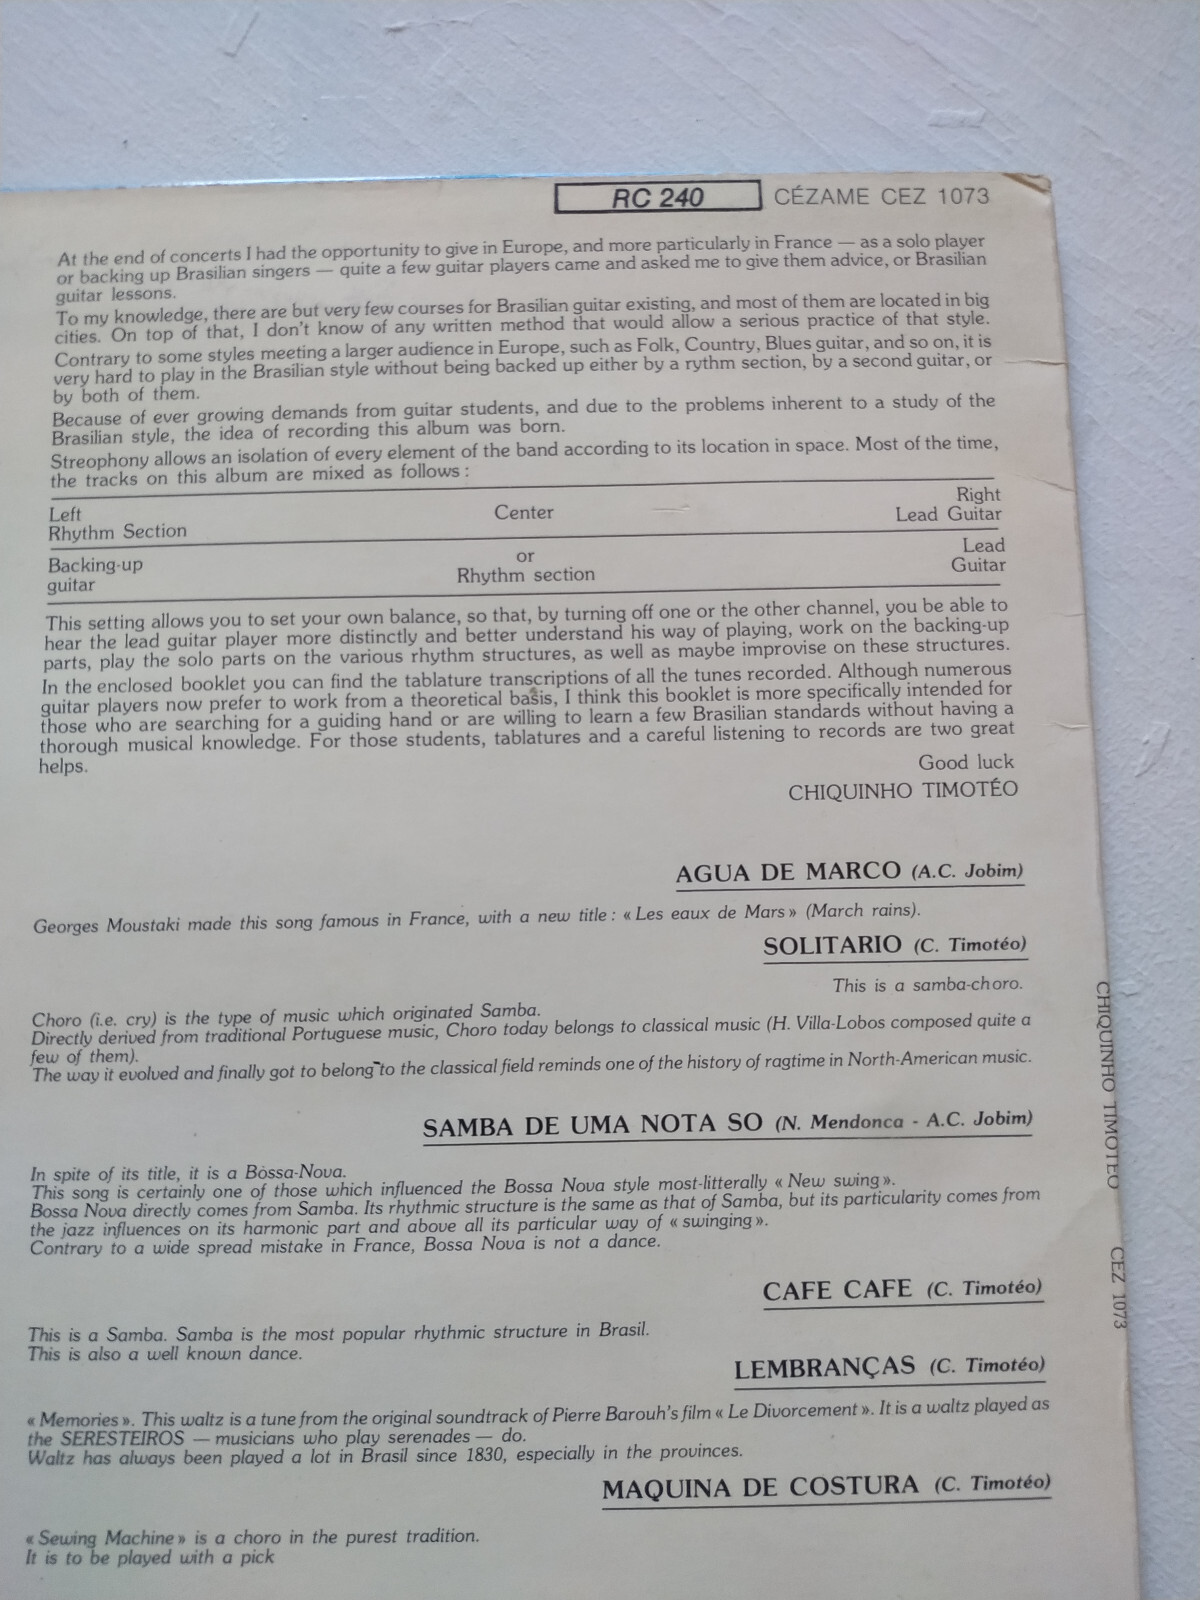 RC 240 CÉZAME CEZ 1073
At the end of concerts I had the opportunity to give in Europe, and more particularly in France — as a solo player
or backing up Brasilian singers — quite a few guitar players came and asked me to give them advice, or Brasilian
guitar lessons.
To my knowledge, there are but very few courses for Brasilian guitar existing, and most of them are located in big
cities. On top of that, I don't know of any written method that would allow a serious practice of that style.
Contrary to some styles meeting a larger audience in Europe, such as Folk, Country, Blues guitar, and so on, it is
very hard to play in the Brasilian style without being backed up either by a rythm section, by a second guitar, or
by both of them.
Because of ever growing demands from guitar students, and due to the problems inherent to a study of the
Brasilian style, the idea of recording this album was born.
Streophony allows an isolation of every element of the band according to its location in space. Most of the time,
the tracks on this album are mixed as follows :
Left Center Right
Rhythm Section Lead Guitar
Backing-up or Lead
guitar Rhythm section Guitar
This setting allows you to set your own balance, so that, by turning off one or the other channel, you be able to
hear the lead guitar player more distinctly and better understand his way of playing, work on the backing-up
parts, play the solo parts on the various rhythm structures, as well as maybe improvise on these structures.
In the enclosed booklet you can find the tablature transcriptions of all the tunes recorded. Although numerous
guitar players now prefer to work from a theoretical basis, I think this booklet is more specifically intended for
those who are searching for a guiding hand or are willing to learn a few Brasilian standards without having a
thorough musical knowledge. For those students, tablatures and a careful listening to records are two great
helps.
Good luck
CHIQUINHO TIMOTÉO
AGUA DE MARCO (A.C. Jobim)
Georges Moustaki made this song famous in France, with a new title : « Les eaux de Mars » (March rains).
SOLITARIO (C. Timotéo)
This is a samba-choro.
Choro (i.e. cry) is the type of music which originated Samba.
Directly derived from traditional Portuguese music, Choro today belongs to classical music (H. Villa-Lobos composed quite a
few of them).
The way it evolved and finally got to belong to the classical field reminds one of the history of ragtime in North-American music.
SAMBA DE UMA NOTA SO (N. Mendonca - A.C. Jobim)
In spite of its title, it is a Bossa-Nova.
This song is certainly one of those which influenced the Bossa Nova style most-litterally « New swing ».
Bossa Nova directly comes from Samba. Its rhythmic structure is the same as that of Samba, but its particularity comes from
the jazz influences on its harmonic part and above all its particular way of « swinging ».
Contrary to a wide spread mistake in France, Bossa Nova is not a dance.
CAFE CAFE (C. Timotéo)
This is a Samba. Samba is the most popular rhythmic structure in Brasil.
This is also a well known dance.
LEMBRANÇAS (C. Timotéo)
« Memories ». This waltz is a tune from the original soundtrack of Pierre Barouh's film « Le Divorcement ». It is a waltz played as
the SERESTEIROS — musicians who play serenades — do.
Waltz has always been played a lot in Brasil since 1830, especially in the provinces.
MAQUINA DE COSTURA (C. Timotéo)
« Sewing Machine » is a choro in the purest tradition.
It is to be played with a pick
CHIQUINHO TIMOTEO CEZ 1073